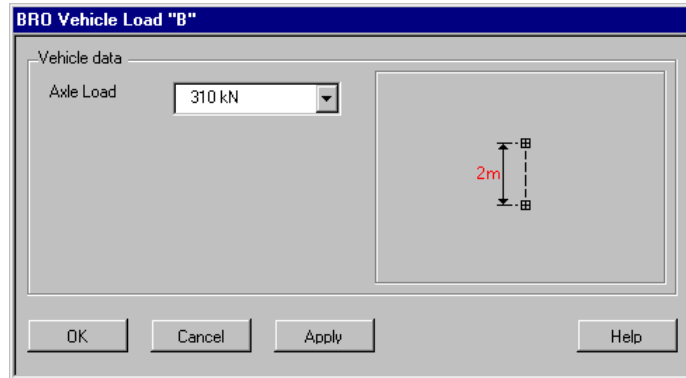 BRO Vehicle Load "B"
Vehicle data
Axle Load
310 kN
2m
OK
Cancel
Apply
Help